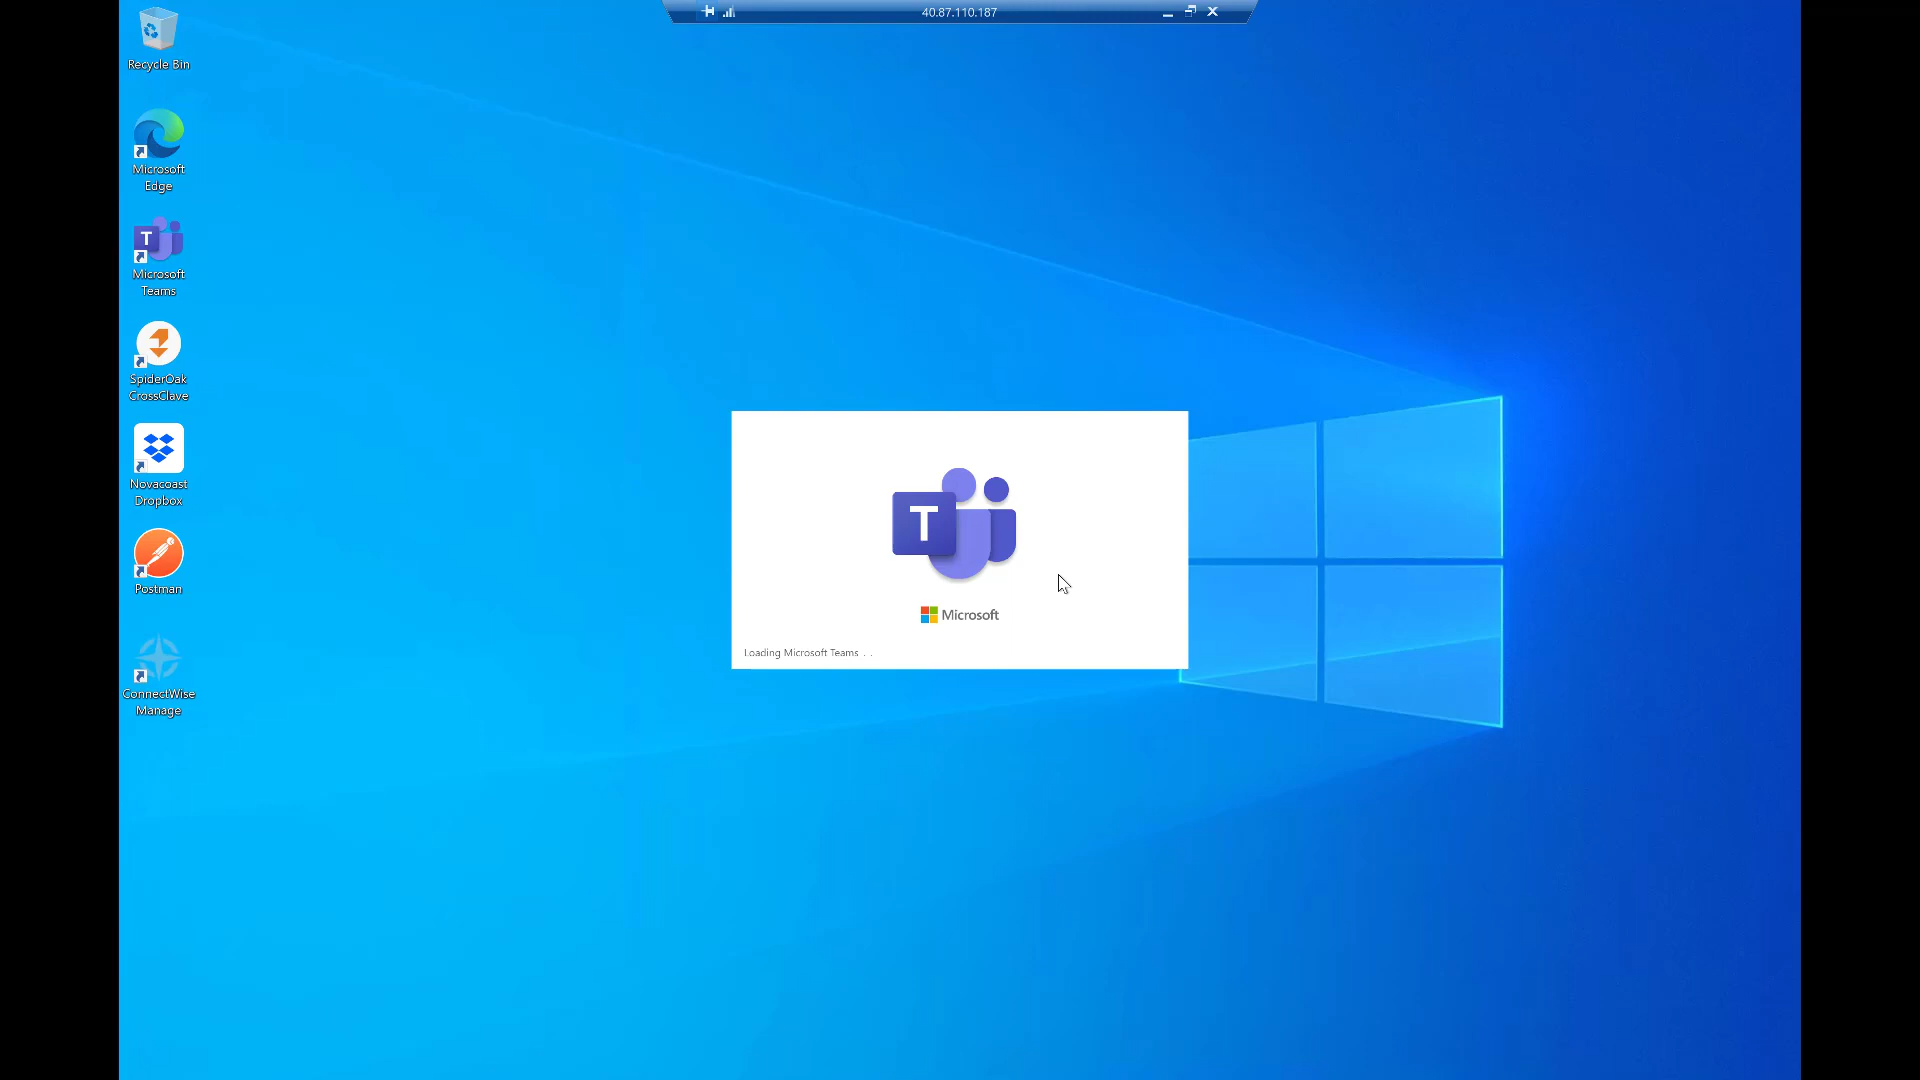 40.87.110.187
Recycle Bin
Microsoft
Edge
T
Microsoft
Teams
SpiderOak
CrossClave
Novacoast
Dropbox
Postman
ConnectWise
Manage
T
Microsoft
Loading Microsoft Teams . .